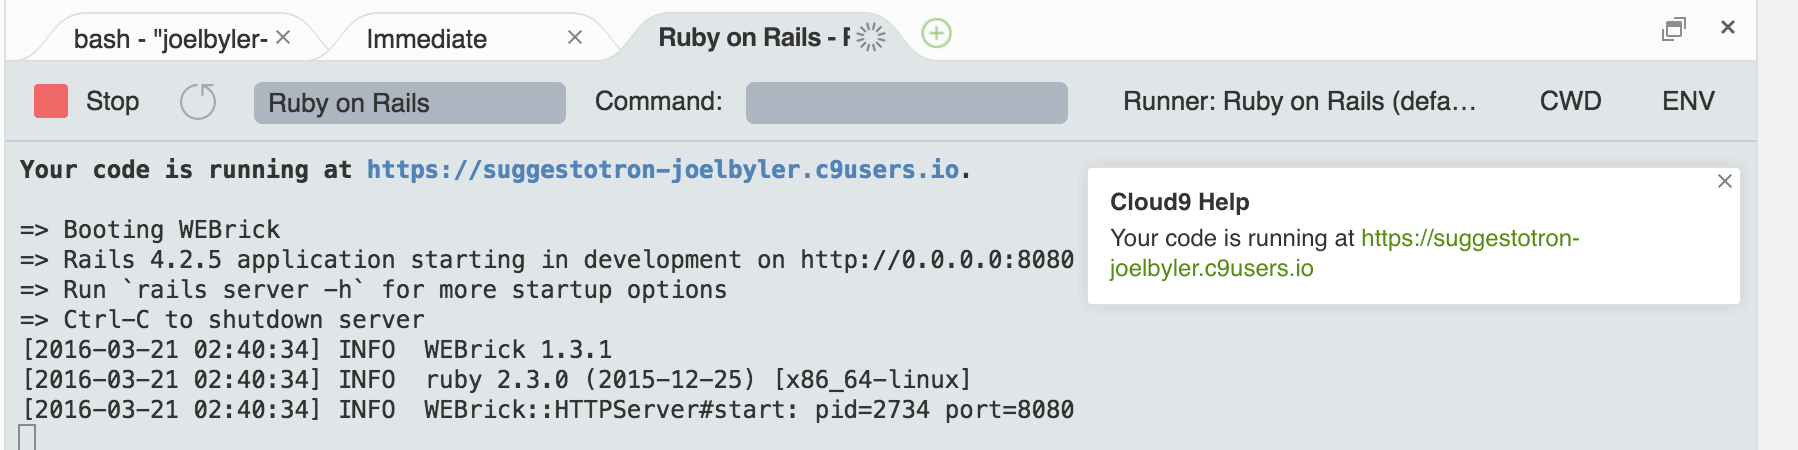 bash - "joelbyler-
Immediate
Ruby on Rails -
Stop
Ruby on Rails
Command:
Runner: Ruby on Rails (defa…
CWD
ENV
Your code is running at https://suggestotron-joelbyler.c9users.io.
=> Booting WEBrick
=> Rails 4.2.5 application starting in development on http://0.0.0.0:8080
=> Run `rails server -h` for more startup options
=> Ctrl-C to shutdown server
[2016-03-21 02:40:34] INFO  WEBrick 1.3.1
[2016-03-21 02:40:34] INFO  ruby 2.3.0 (2015-12-25) [x86_64-linux]
[2016-03-21 02:40:34] INFO  WEBrick::HTTPServer#start: pid=2734 port=8080
Cloud9 Help
Your code is running at https://suggestotron-
joelbyler.c9users.io